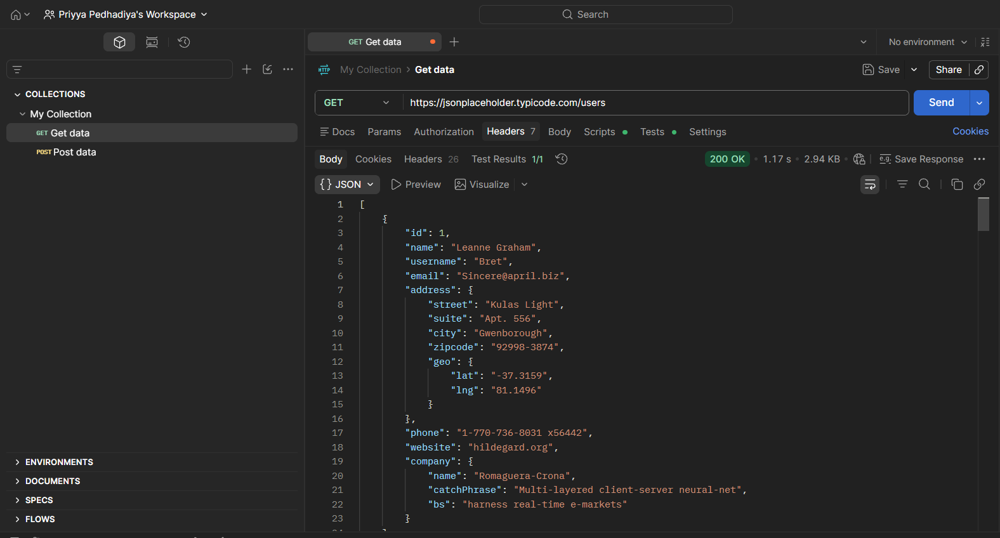 Priyya Pedhadiya's Workspace
Search
GET Get data
No environment
My Collection > Get data
Save
Share
COLLECTIONS
My Collection
GET Get data
POST Post data
GET
https://jsonplaceholder.typicode.com/users
Send
Docs Params Authorization Headers 7 Body Scripts Tests Settings
Cookies
Body Cookies Headers 26 Test Results 1/1
200 OK • 1.17 s • 2.94 KB • e.g. Save Response
{} JSON Preview Visualize
1 [
2 {
3 "id": 1,
4 "name": "Leanne Graham",
5 "username": "Bret",
6 "email": "Sincere@april.biz",
7 "address": {
8 "street": "Kulas Light",
9 "suite": "Apt. 556",
10 "city": "Gwenborough",
11 "zipcode": "92998-3874",
12 "geo": {
13 "lat": "-37.3159",
14 "lng": "81.1496"
15 }
16 },
17 "phone": "1-770-736-8031 x56442",
18 "website": "hildegard.org",
19 "company": {
20 "name": "Romaguera-Crona",
21 "catchPhrase": "Multi-layered client-server neural-net",
22 "bs": "harness real-time e-markets"
23 }
ENVIRONMENTS
DOCUMENTS
SPECS
FLOWS